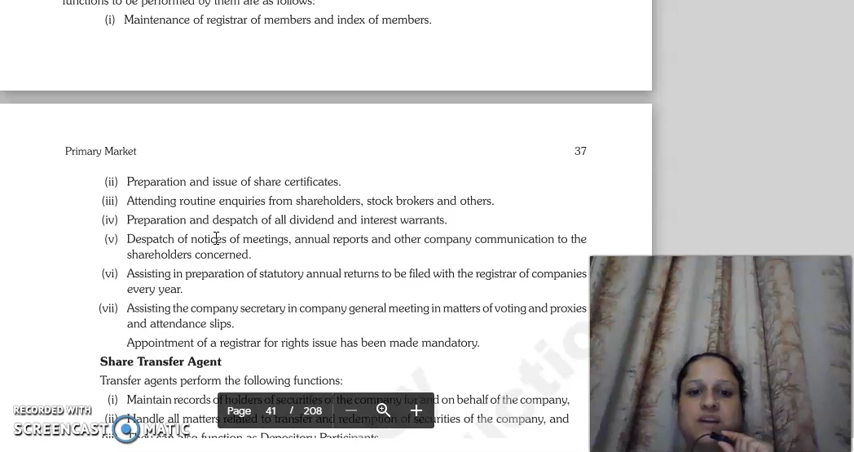 functions to be performed by them are as follows:
(i) Maintenance of registrar of members and index of members.
Primary Market 37
(ii) Preparation and issue of share certificates.
(iii) Attending routine enquiries from shareholders, stock brokers and others.
(iv) Preparation and despatch of all dividend and interest warrants.
(v) Despatch of notices of meetings, annual reports and other company communication to the
shareholders concerned.
(vi) Assisting in preparation of statutory annual returns to be filed with the registrar of companies
every year.
(vii) Assisting the company secretary in company general meeting in matters of voting and proxies
and attendance slips.
Appointment of a registrar for rights issue has been made mandatory.
Share Transfer Agent
Transfer agents perform the following functions:
(i) Maintain records of holders of securities of the company for and on behalf of the company,
(ii) Handle all matters related to transfer and redemption of securities of the company, and
also function as Depository Participants
Page 41 / 208
RECORDED WITH
SCREENCAST MATIC